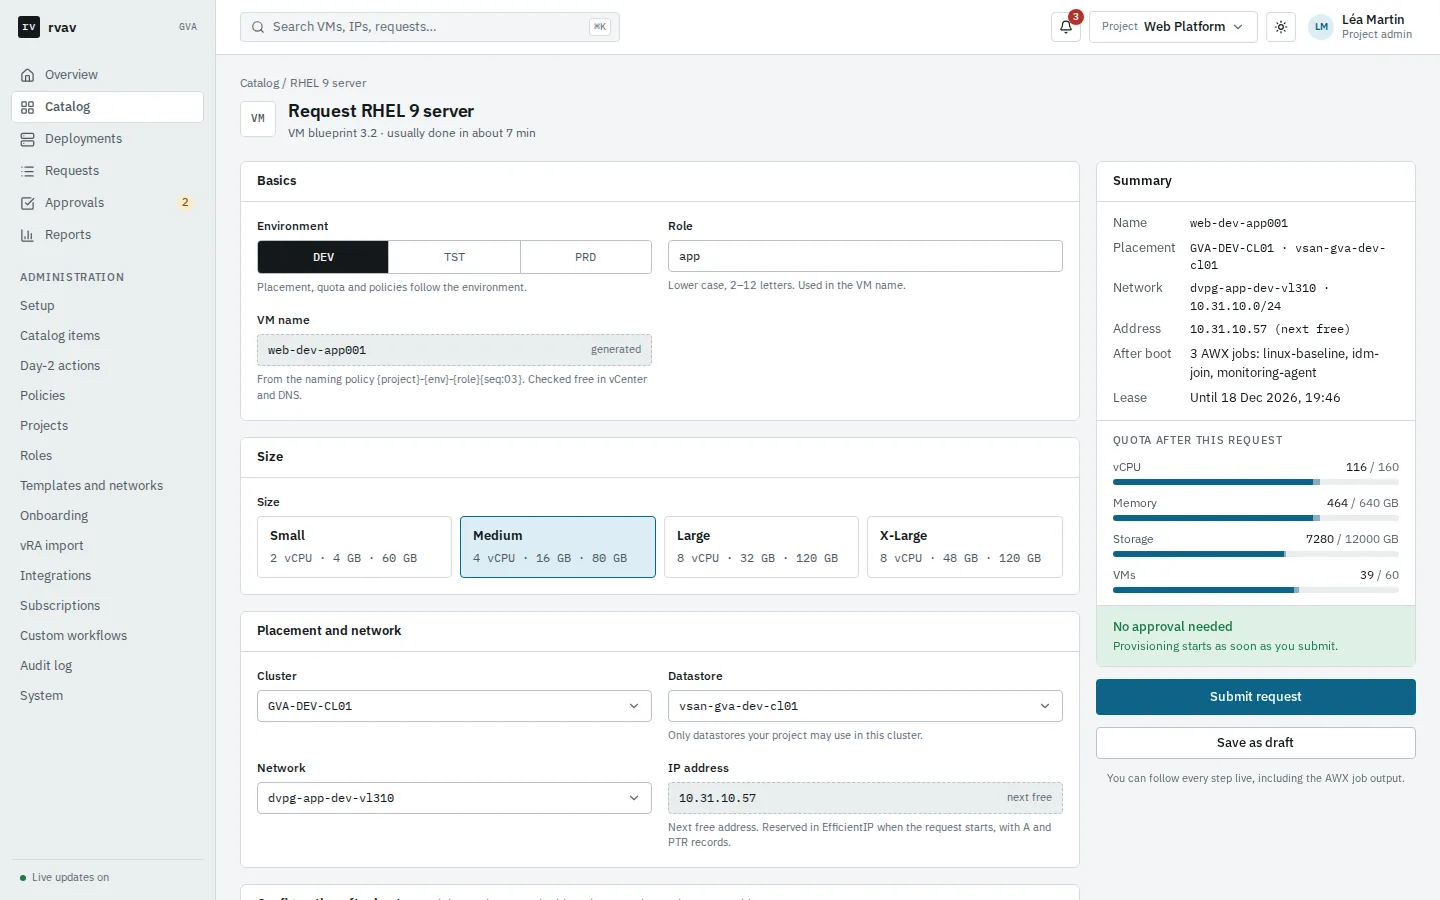 rv rvav GVA
Overview
Catalog
Deployments
Requests
Approvals 2
Reports
ADMINISTRATION
Setup
Catalog items
Day-2 actions
Policies
Projects
Roles
Templates and networks
Onboarding
vRA import
Integrations
Subscriptions
Custom workflows
Audit log
System
Live updates on
Search VMs, IPs, requests... ⌘K
3
Project Web Platform
LM
Léa Martin
Project admin
Catalog / RHEL 9 server
VM
Request RHEL 9 server
VM blueprint 3.2 · usually done in about 7 min
Basics
Environment
DEV TST PRD
Placement, quota and policies follow the environment.
Role
app
Lower case, 2–12 letters. Used in the VM name.
VM name
web-dev-app001 generated
From the naming policy {project}-{env}-{role}{seq:03}. Checked free in vCenter
and DNS.
Size
Size
Small
2 vCPU · 4 GB · 60 GB
Medium
4 vCPU · 16 GB · 80 GB
Large
8 vCPU · 32 GB · 120 GB
X-Large
8 vCPU · 48 GB · 120 GB
Placement and network
Cluster
GVA-DEV-CL01
Datastore
vsan-gva-dev-cl01
Only datastores your project may use in this cluster.
Network
dvpg-app-dev-vl310
IP address
10.31.10.57 next free
Next free address. Reserved in EfficientIP when the request starts, with A and
PTR records.
Summary
Name web-dev-app001
Placement GVA-DEV-CL01 · vsan-gva-dev-
cl01
Network dvpg-app-dev-vl310 ·
10.31.10.0/24
Address 10.31.10.57 (next free)
After boot 3 AWX jobs: linux-baseline, idm-
join, monitoring-agent
Lease Until 18 Dec 2026, 19:46
QUOTA AFTER THIS REQUEST
vCPU 116 / 160
Memory 464 / 640 GB
Storage 7280 / 12000 GB
VMs 39 / 60
No approval needed
Provisioning starts as soon as you submit.
Submit request
Save as draft
You can follow every step live, including the AWX job output.